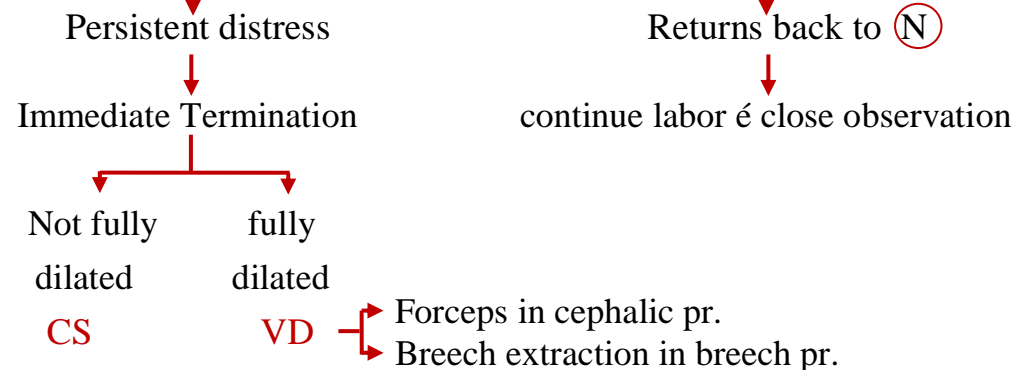 Persistent distress
Returns back to N
Immediate Termination
continue labor é close observation
Not fully
dilated
CS
fully
dilated
VD
Forceps in cephalic pr.
Breech extraction in breech pr.